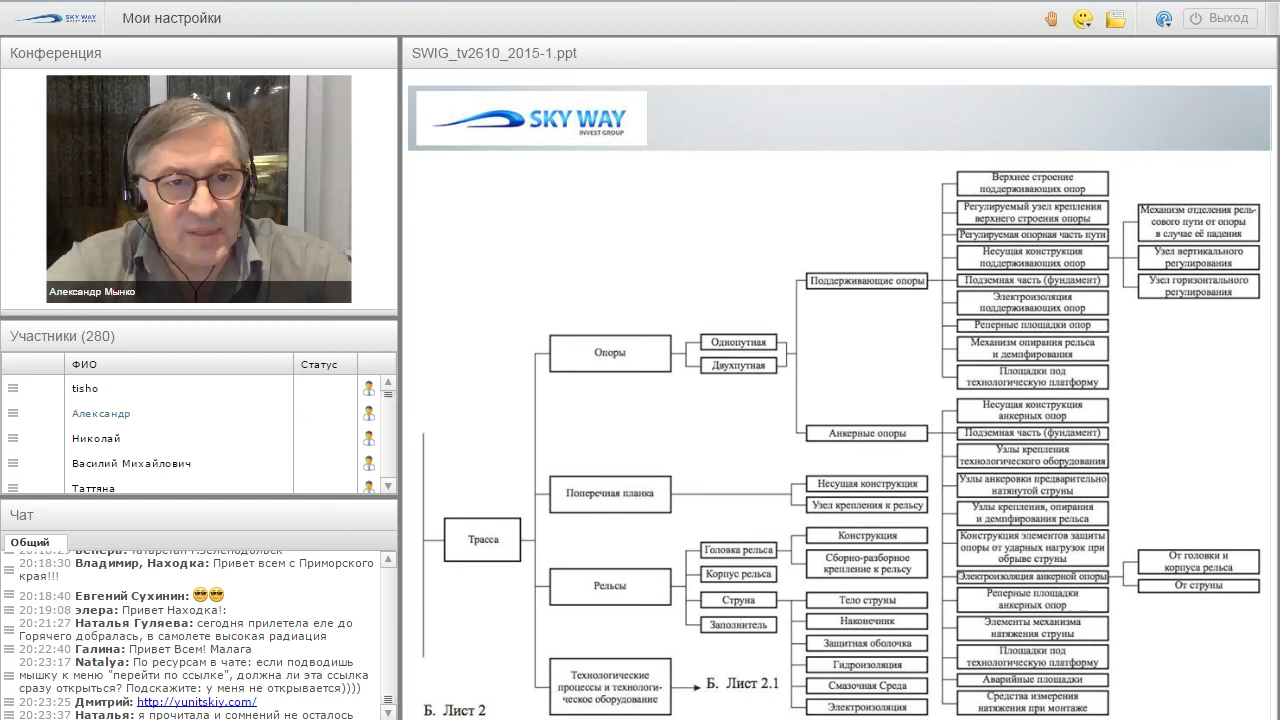 SKY WAY
INVEST GROUP
Мои настройки
Выход
Конференция
Александр Мынко
Участники (280)
ФИО
Статус
tisho
Александр
Николай
Василий Михайлович
Таттяна
Чат
Общий
20:18:30 Владимир, Находка: Привет всем с Приморкого
края!!!
20:18:40 Евгений Сухинин:
20:19:08 элера: Привет Находка!:
20:21:27 Наталья Гуляева: сегодня прилетела еле до
Горячего добралась, в самолете высокая радиация
20:22:40 Галина: Привет Всем! Малага
20:23:17 Natalya: По ресурсам в чате: если подводишь
мышку к меню "перейти по ссылке", должна ли эта ссылка
сразу открыться? Подскажите: у меня не открывается))))
20:23:25 Дмитрий: http://yunitskiy.com/
20:23:37 Наталья: я прочитала и сомнений не осталось
SWIG_tv2610_2015-1.ppt
SKY WAY
INVEST GROUP
Трасса
Опоры
Поперечная планка
Рельсы
Технологические
процессы и технологи-
ческое оборудование
Однопутная
Двухпутная
Головка рельса
Корпус рельса
Струна
Заполнитель
Б. Лист 2.1
Поддерживающие опоры
Анкерные опоры
Несущая конструкция
Узел крепления к рельсу
Конструкция
Сборно-разборное
крепление к рельсу
Тело струны
Наконечник
Защитная оболочка
Гидроизоляция
Смазочная Среда
Электроизоляция
Верхнее строение
поддерживающих опор
Регулируемый узел крепления
верхнего строения опоры
Регулируемая опорная часть пути
Несущая конструкция
поддерживающих опор
Подземная часть (фундамент)
Электроизоляция
поддерживающих опор
Реперные площадки опор
Механизм опирания рельса
и демпфирования
Площадки под
технологическую платформу
Несущая конструкция
анкерных опор
Подземная часть (фундамент)
Узлы крепления
технологического оборудования
Узлы анкеровки предварительно
натянутой струны
Узлы крепления, опирания
и демпфирования рельса
Конструкция элементов защиты
опоры от ударных нагрузок при
обрыве струны
Электроизоляция анкерной опоры
Реперные площадки
анкерных опор
Элементы механизма
натяжения струны
Площадки под
технологическую платформу
Аварийные площадки
Средства измерения
натяжения при монтаже
Механизм отделения рель-
сового пути от опоры
в случае её падения
Узел вертикального
регулирования
Узел горизонтального
регулирования
От головки и
корпуса рельса
От струны
Б. Лист 2